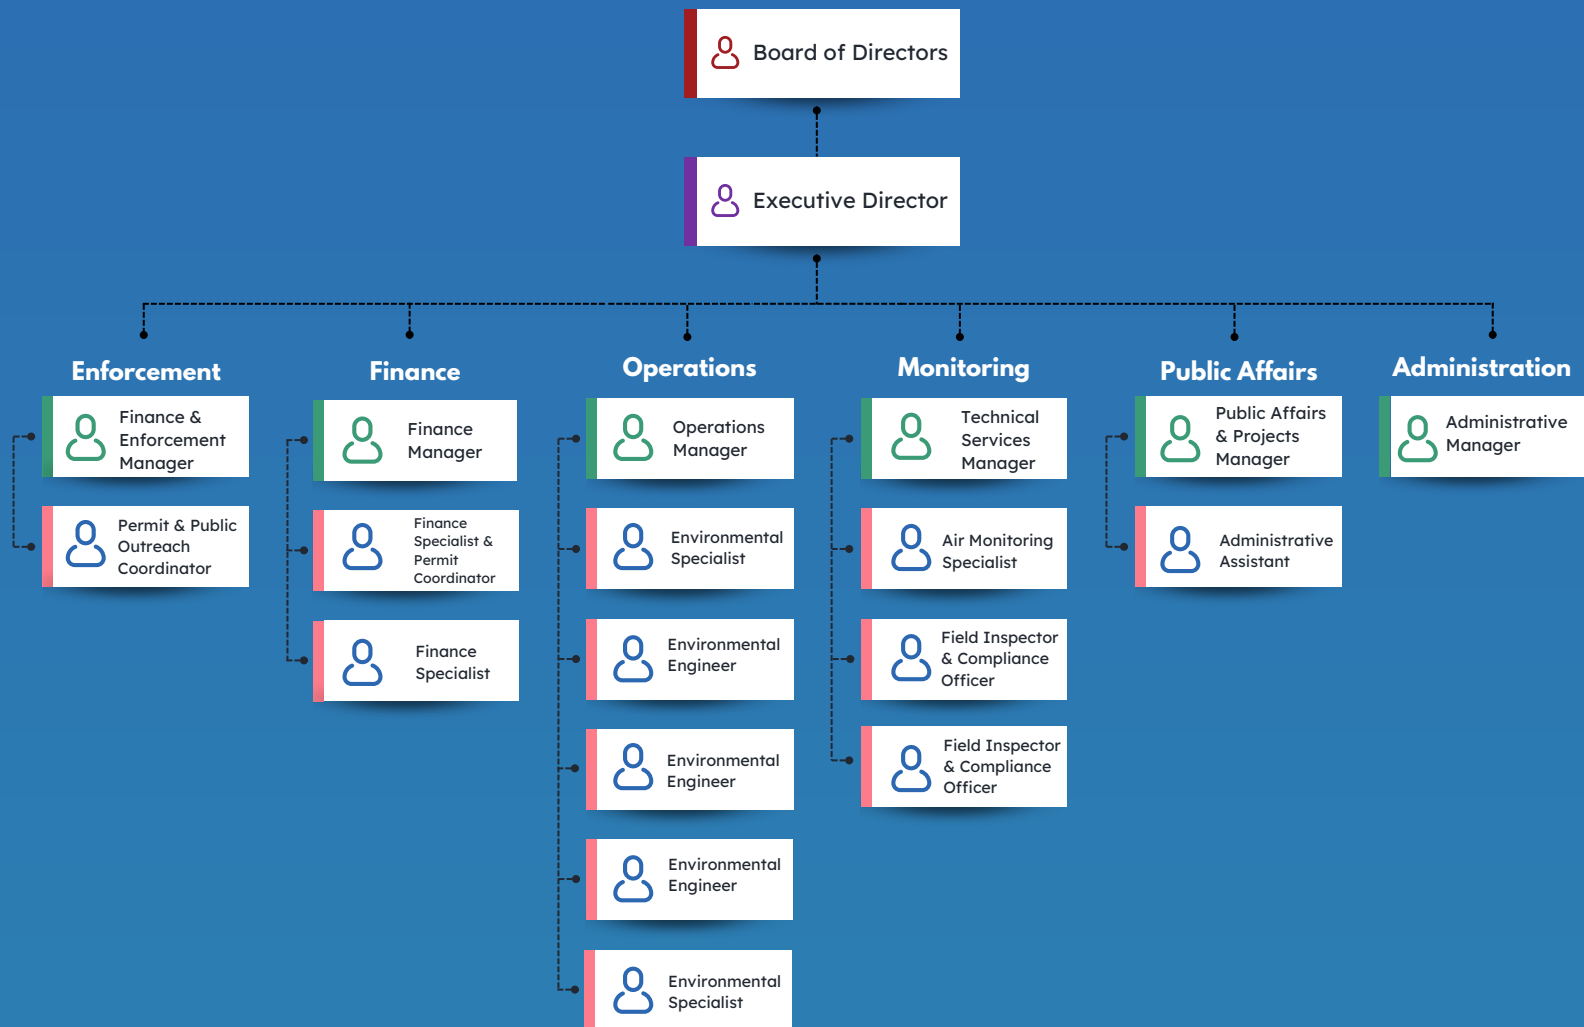 Board of Directors
Executive Director
Enforcement
Finance &
Enforcement
Manager
Permit & Public
Outreach
Coordinator
Finance
Finance
Manager
Finance
Specialist &
Permit
Coordinator
Finance
Specialist
Operations
Operations
Manager
Environmental
Specialist
Environmental
Engineer
Environmental
Engineer
Environmental
Engineer
Environmental
Specialist
Monitoring
Technical
Services
Manager
Air Monitoring
Specialist
Field Inspector
& Compliance
Officer
Field Inspector
& Compliance
Officer
Public Affairs
Public Affairs
& Projects
Manager
Administrative
Assistant
Administration
Administrative
Manager